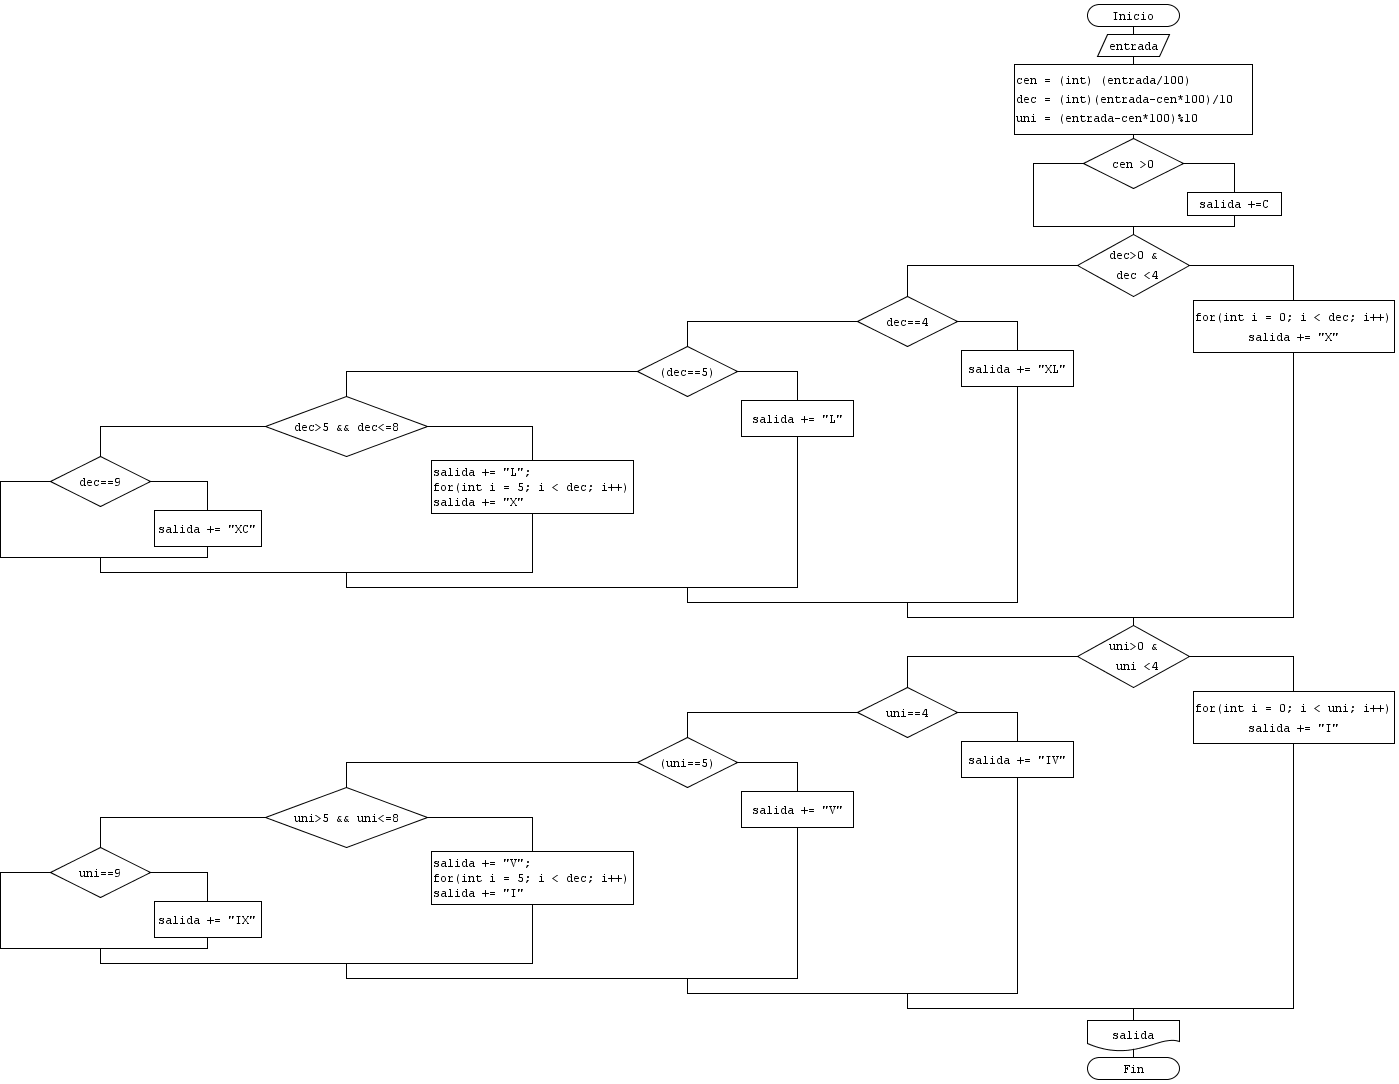 Inicio
entrada
cen = (int) (entrada/100)
dec = (int)(entrada-cen*100)/10
uni = (entrada-cen*100)%10
cen >0
salida +=C
dec>0 &
dec <4
for(int i = 0; i < dec; i++)
salida += "X"
dec==4
salida += "XL"
(dec==5)
salida += "L"
dec>5 && dec<=8
salida += "L";
for(int i = 5; i < dec; i++)
salida += "X"
dec==9
salida += "XC"
uni>0 &
uni <4
for(int i = 0; i < uni; i++)
salida += "I"
uni==4
salida += "IV"
(uni==5)
salida += "V"
uni>5 && uni<=8
salida += "V";
for(int i = 5; i < dec; i++)
salida += "I"
uni==9
salida += "IX"
salida
Fin